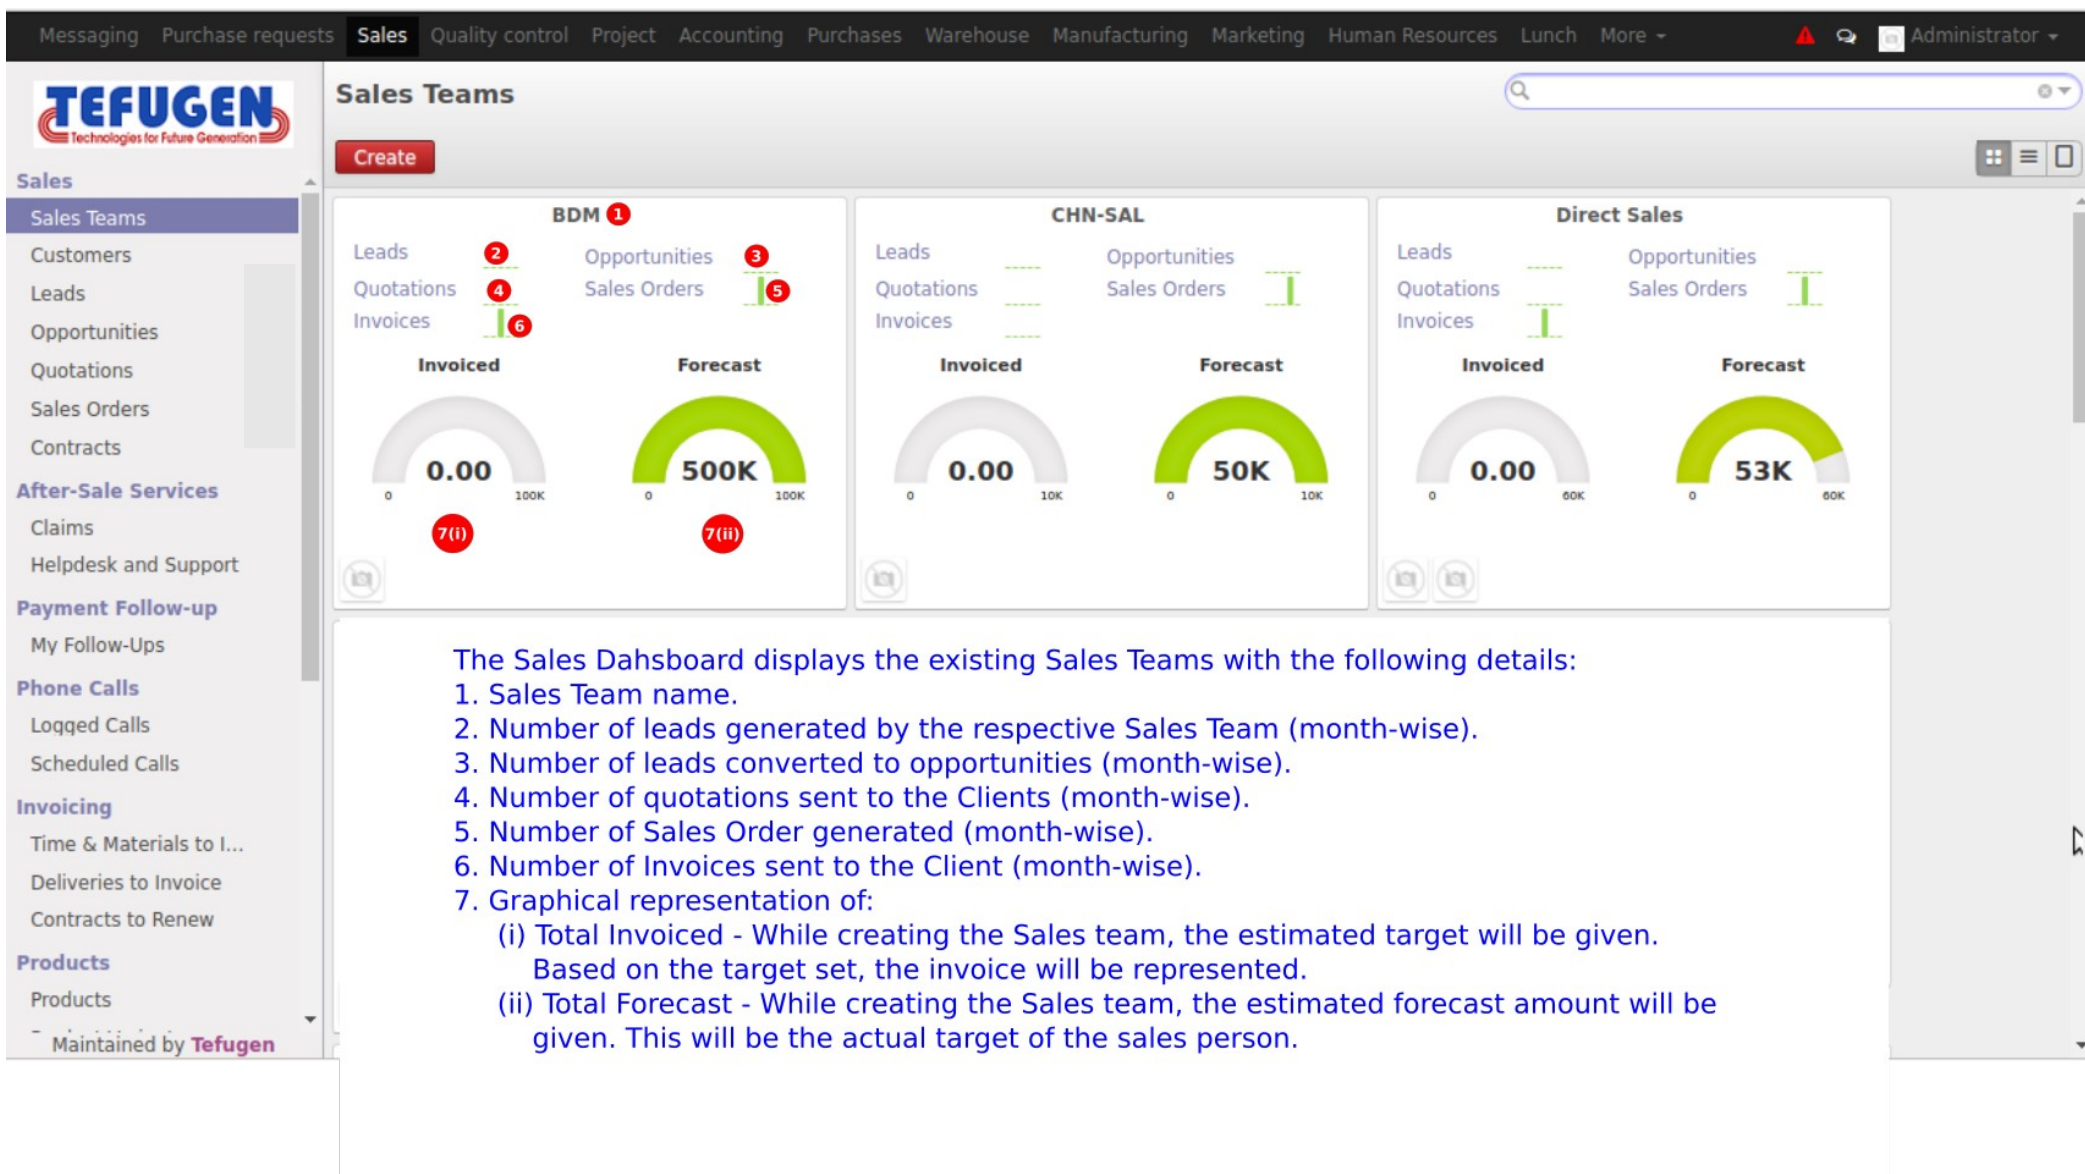 Messaging Purchase requests Sales Quality control Project Accounting Purchases Warehouse Manufacturing Marketing Human Resources Lunch More Administrator
TEFUGEN
Technologies for Future Generation
Sales
Sales Teams
Customers
Leads
Opportunities
Quotations
Sales Orders
Contracts
After-Sale Services
Claims
Helpdesk and Support
Payment Follow-up
My Follow-Ups
Phone Calls
Logged Calls
Scheduled Calls
Invoicing
Time & Materials to I...
Deliveries to Invoice
Contracts to Renew
Products
Products
Maintained by Tefugen
Sales Teams
Create
BDM 1
Leads 2 Opportunities 3
Quotations 4 Sales Orders 5
Invoices 6
Invoiced Forecast
0.00 500K
0 100K 0 100K
7(i) 7(ii)
CHN-SAL
Leads Opportunities
Quotations Sales Orders
Invoices
Invoiced Forecast
0.00 50K
0 10K 0 10K
Direct Sales
Leads Opportunities
Quotations Sales Orders
Invoices
Invoiced Forecast
0.00 53K
0 60K 0 60K
The Sales Dahsboard displays the existing Sales Teams with the following details:
1. Sales Team name.
2. Number of leads generated by the respective Sales Team (month-wise).
3. Number of leads converted to opportunities (month-wise).
4. Number of quotations sent to the Clients (month-wise).
5. Number of Sales Order generated (month-wise).
6. Number of Invoices sent to the Client (month-wise).
7. Graphical representation of:
(i) Total Invoiced - While creating the Sales team, the estimated target will be given.
Based on the target set, the invoice will be represented.
(ii) Total Forecast - While creating the Sales team, the estimated forecast amount will be
given. This will be the actual target of the sales person.